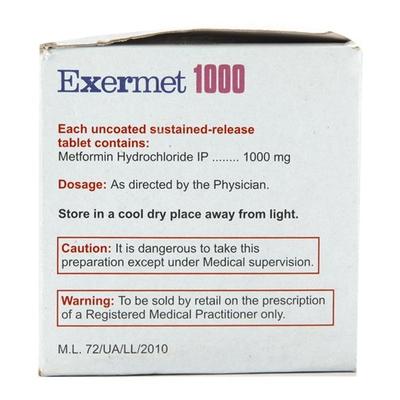 Exermet 1000
Each uncoated sustained-release
tablet contains:
Metformin Hydrochloride IP ........ 1000 mg
Dosage: As directed by the Physician.
Store in a cool dry place away from light.
Caution: It is dangerous to take this
preparation except under Medical supervision.
Warning: To be sold by retail on the prescription
of a Registered Medical Practitioner only.
M.L. 72/UA/LL/2010